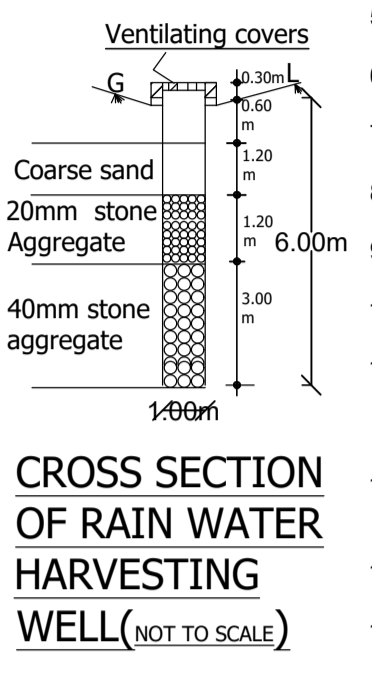 Ventilating covers
G
0.30m L
0.60
m
Coarse sand
1.20
m
20mm stone
Aggregate
1.20
m
6.00m
40mm stone
aggregate
3.00
m
1.00m
CROSS SECTION
OF RAIN WATER
HARVESTING
WELL(NOT TO SCALE)